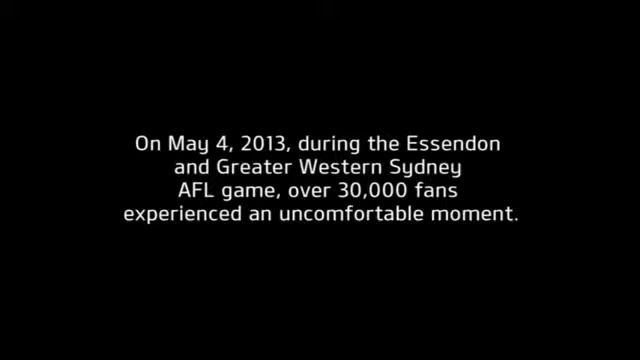 On May 4, 2013, during the Essendon
and Greater Western Sydney
AFL game, over 30,000 fans
experienced an uncomfortable moment.